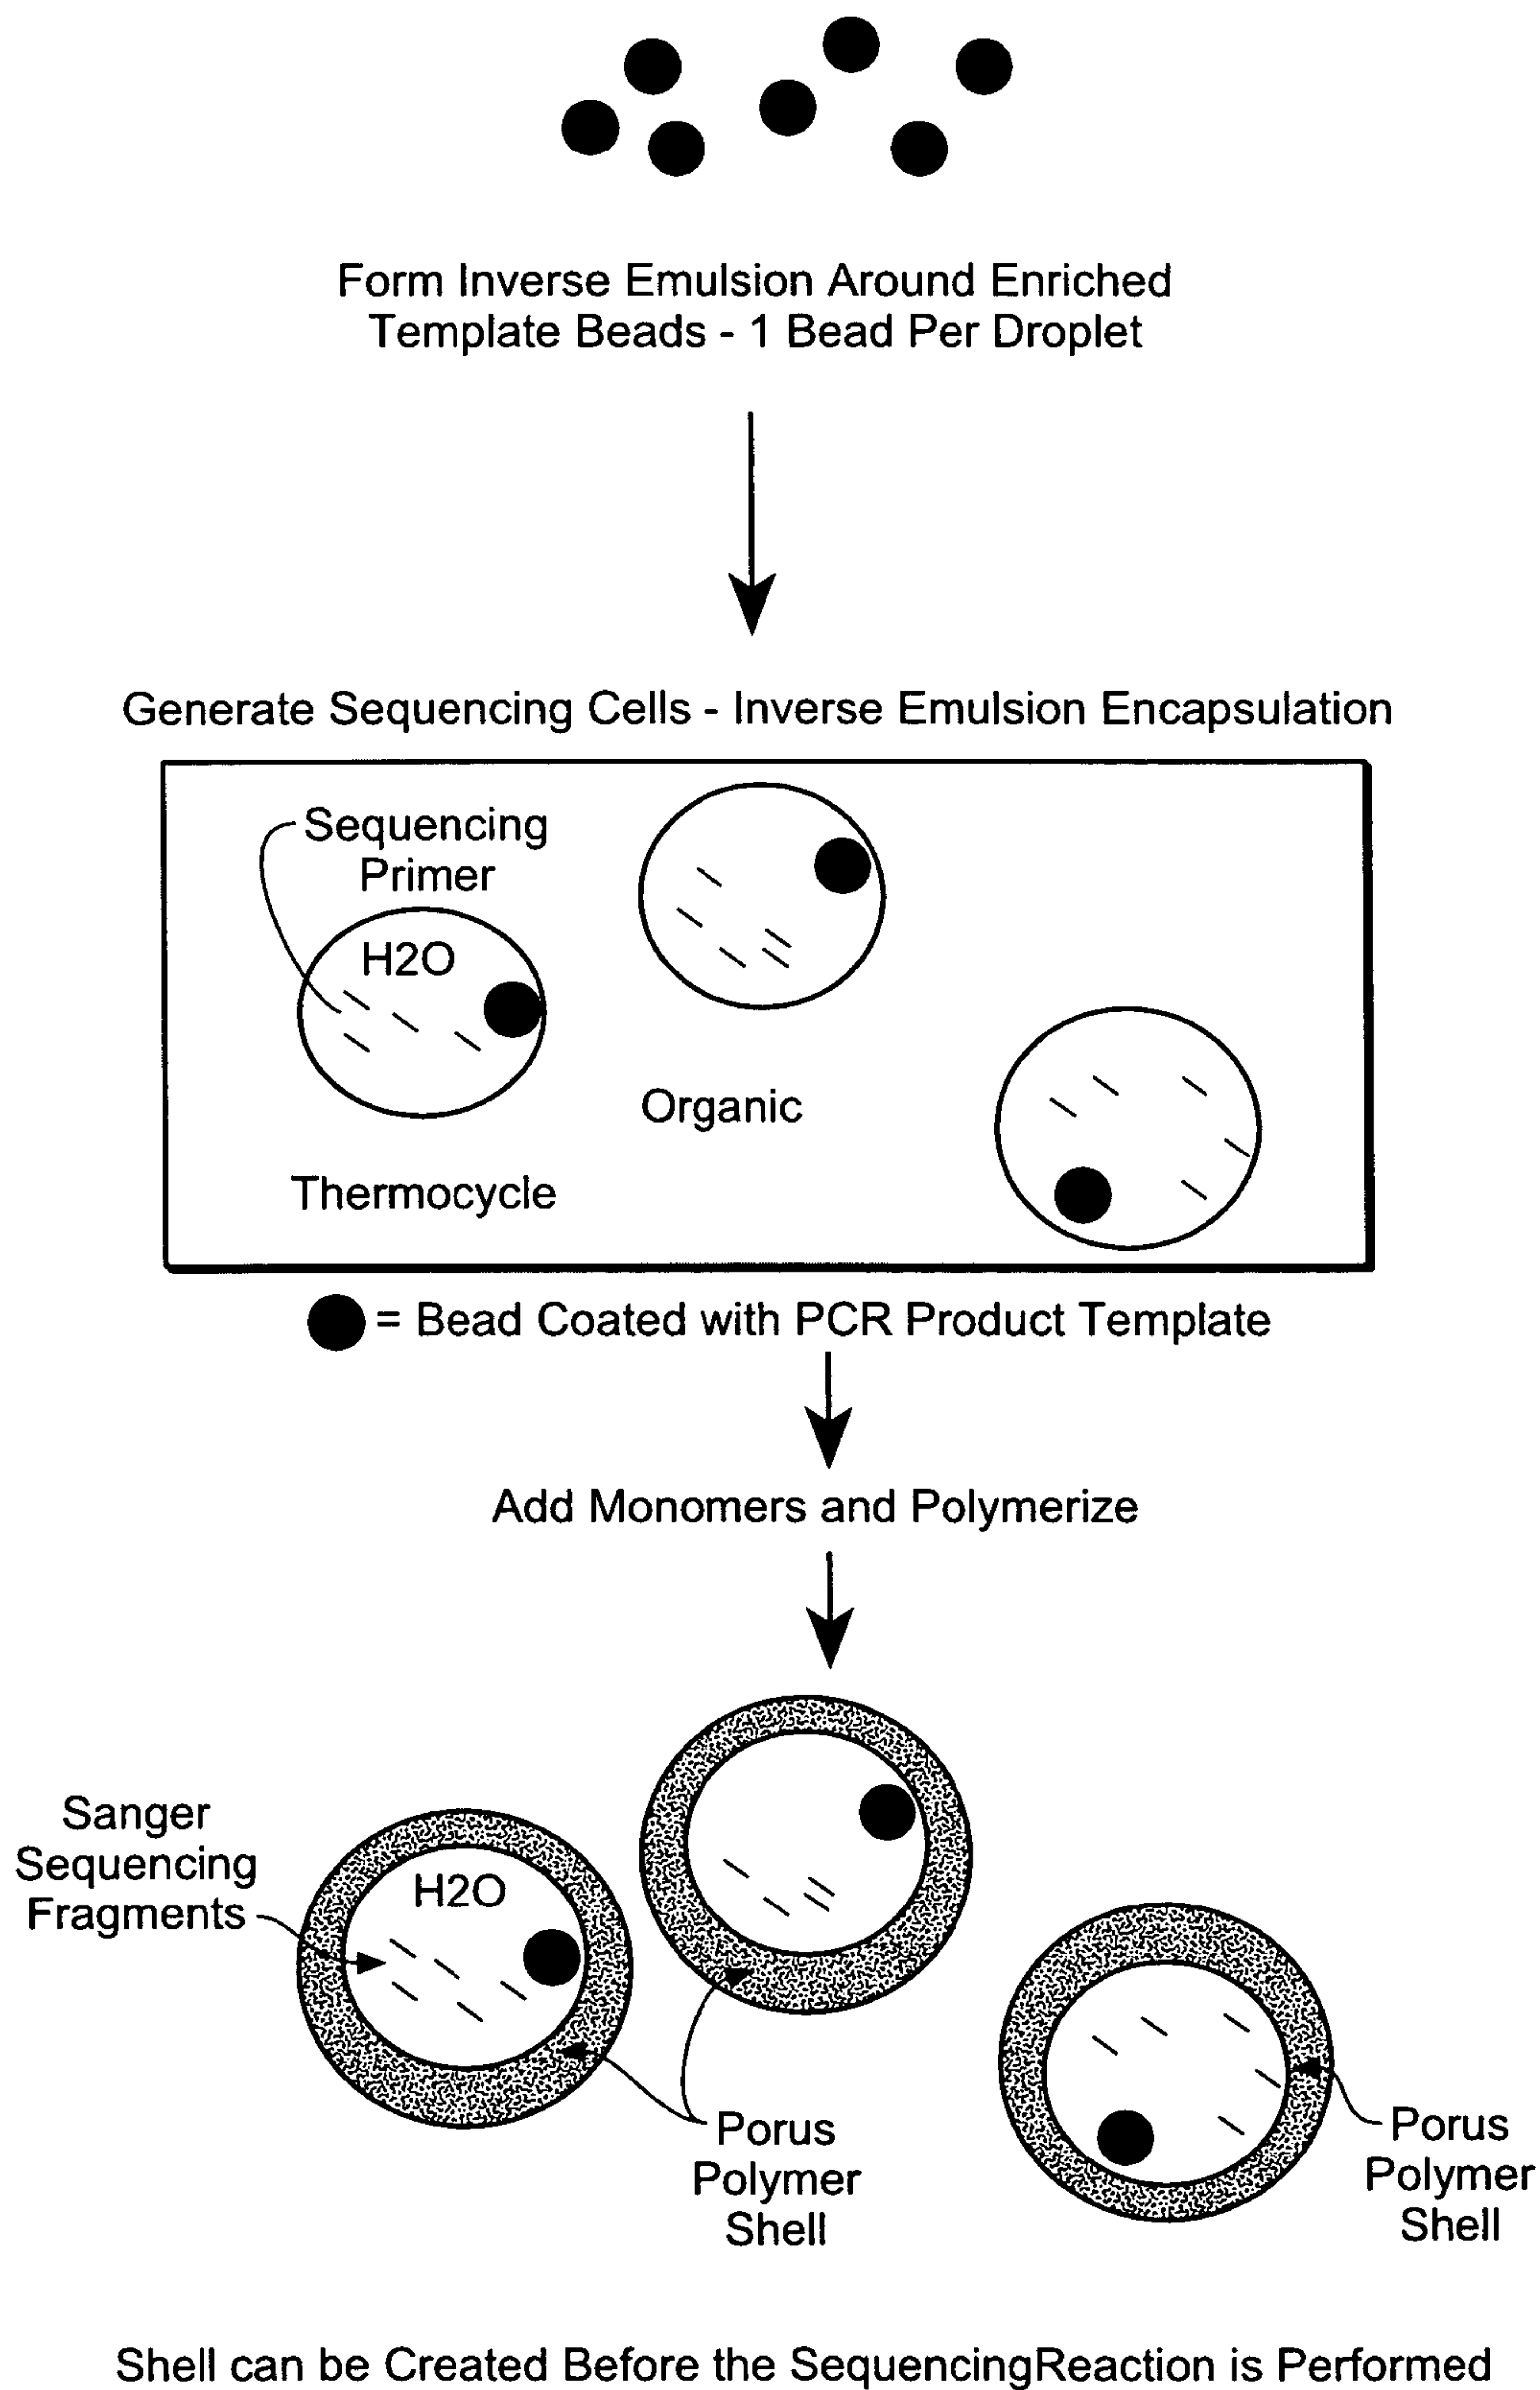 Form Inverse Emulsion Around Enriched
Template Beads - 1 Bead Per Droplet
Generate Sequencing Cells - Inverse Emulsion Encapsulation
Sequencing
Primer
H2O
Organic
Thermocycle
= Bead Coated with PCR Product Template
Add Monomers and Polymerize
Sanger
Sequencing
Fragments
H2O
Porus
Polymer
Shell
Porus
Polymer
Shell
Shell can be Created Before the SequencingReaction is Performed